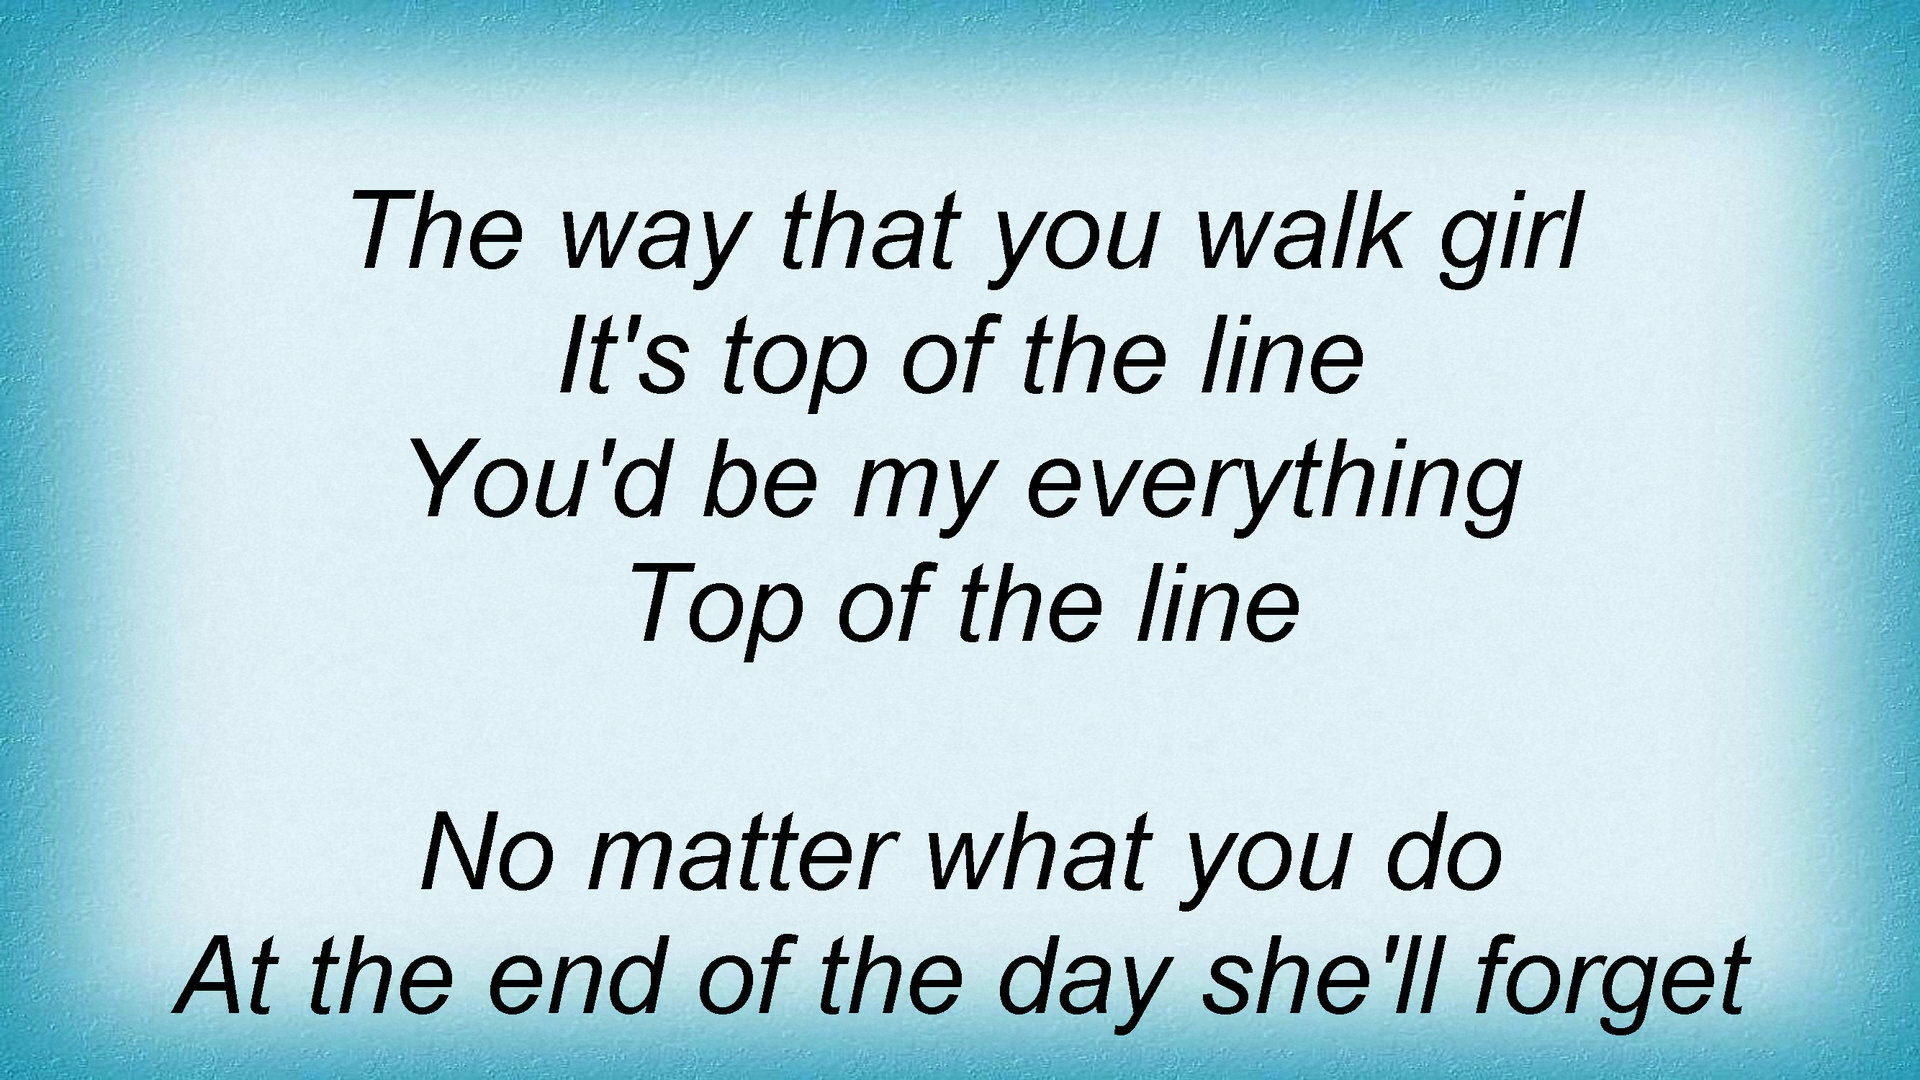 The way that you walk girl
It's top of the line
You'd be my everything
Top of the line
No matter what you do
At the end of the day she'll forget